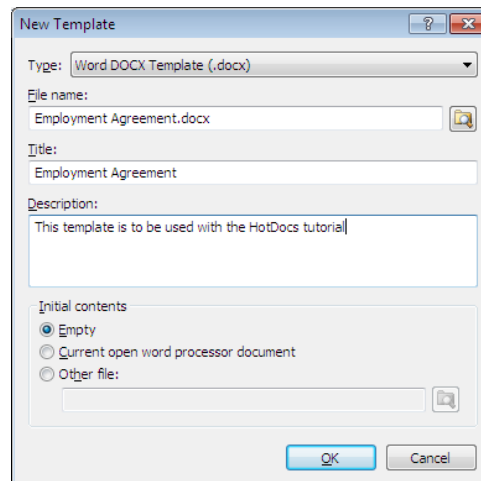 New Template
Type: Word DOCX Template (.docx)
File name:
Employment Agreement.docx
Title:
Employment Agreement
Description:
This template is to be used with the HotDocs tutorial
Initial contents
Empty
Current open word processor document
Other file:
OK Cancel